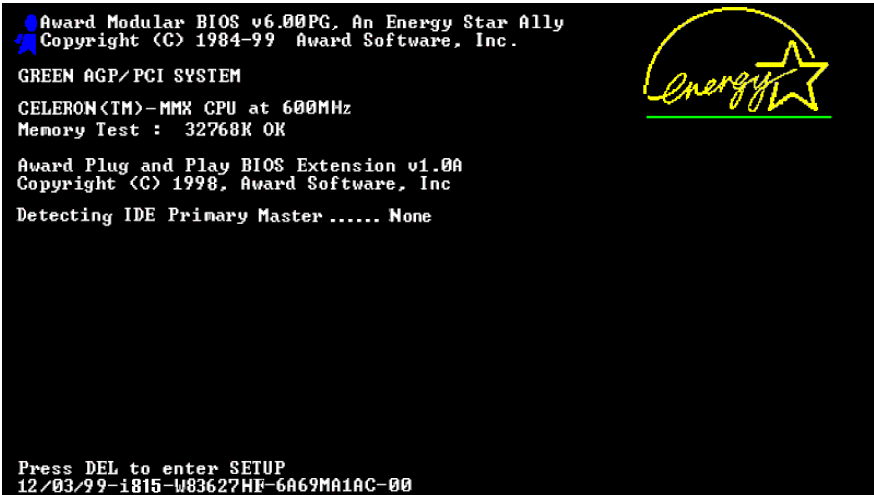 Award Modular BIOS v6.00PG, An Energy Star Ally
Copyright (C) 1984-99 Award Software, Inc.
energy
GREEN AGP/PCI SYSTEM
CELERON(TM)-MMX CPU at 600MHz
Memory Test : 32768K OK
Award Plug and Play BIOS Extension v1.0A
Copyright (C) 1998, Award Software, Inc
Detecting IDE Primary Master ...... None
Press DEL to enter SETUP
12/03/99-i815-W83627HF-6A69MA1AC-00